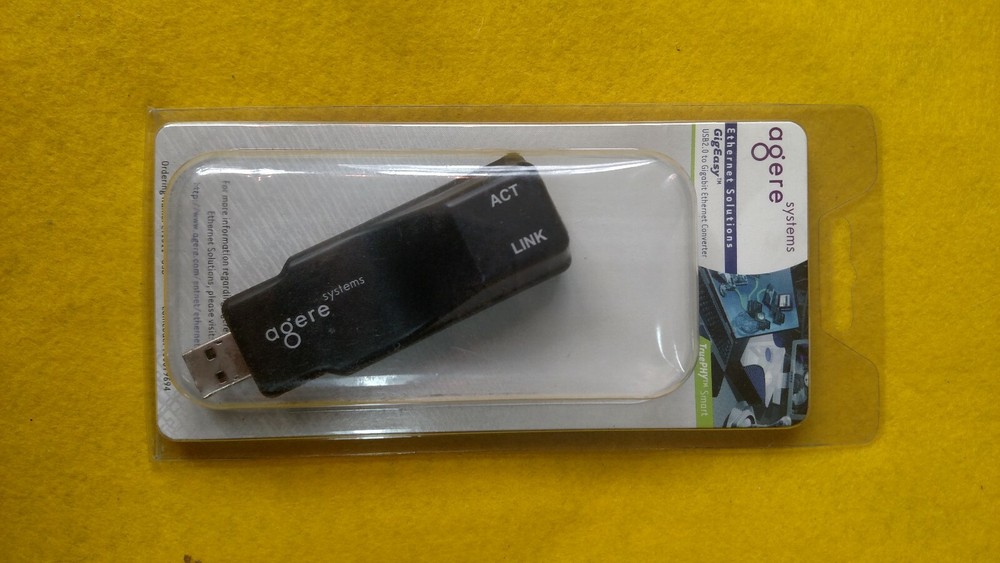 agere
systems
Ethernet Solutions
GigEasy™
USB2.0 to Gigabit Ethernet Converter
TruePHY™ Smart
ACT
LINK
agere
systems
For more information regarding
Ethernet Solutions, please visit
Ordering